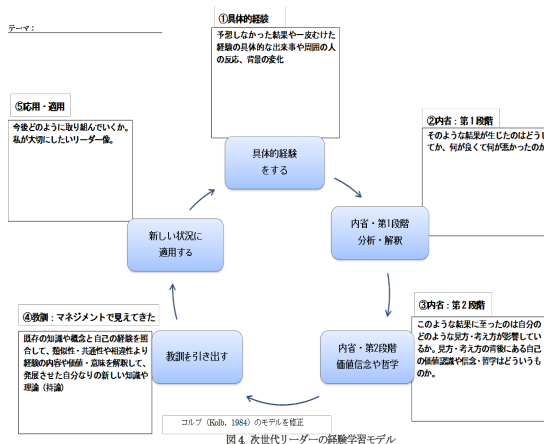 テーマ:
①具体的経験
予想しなかった結果や一皮むけた
経験の具体的な出来事や周囲の人
の反応、背景の変化
具体的経験
をする
②内省：第１段階
そのような結果が生じたのはどうし
てか、何が良くて何が悪かったのか
内省・第1段階
分析・解釈
③内省：第２段階
このような結果に至ったのは自分の
どのような見方・考え方が影響してい
るか。見方・考え方の背後にある自己
の価値認識や信念・哲学はどういうも
のか。
内省・第2段階
価値信念や哲学
④教訓：マネジメントで見えてきた
既存の知識や概念と自己の経験を照
合して、類似性・共通性や相違性より
経験の内容や価値・意味を解釈して、
発展させた自分なりの新しい知識や
理論（持論）
教訓を引き出す
⑤応用・適用
今後どのように取り組んでいくか。
私が大切にしたいリーダー像。
新しい状況に
適用する
コルブ（Kolb, 1984）のモデルを修正
図４ 次世代リーダーの経験学習モデル